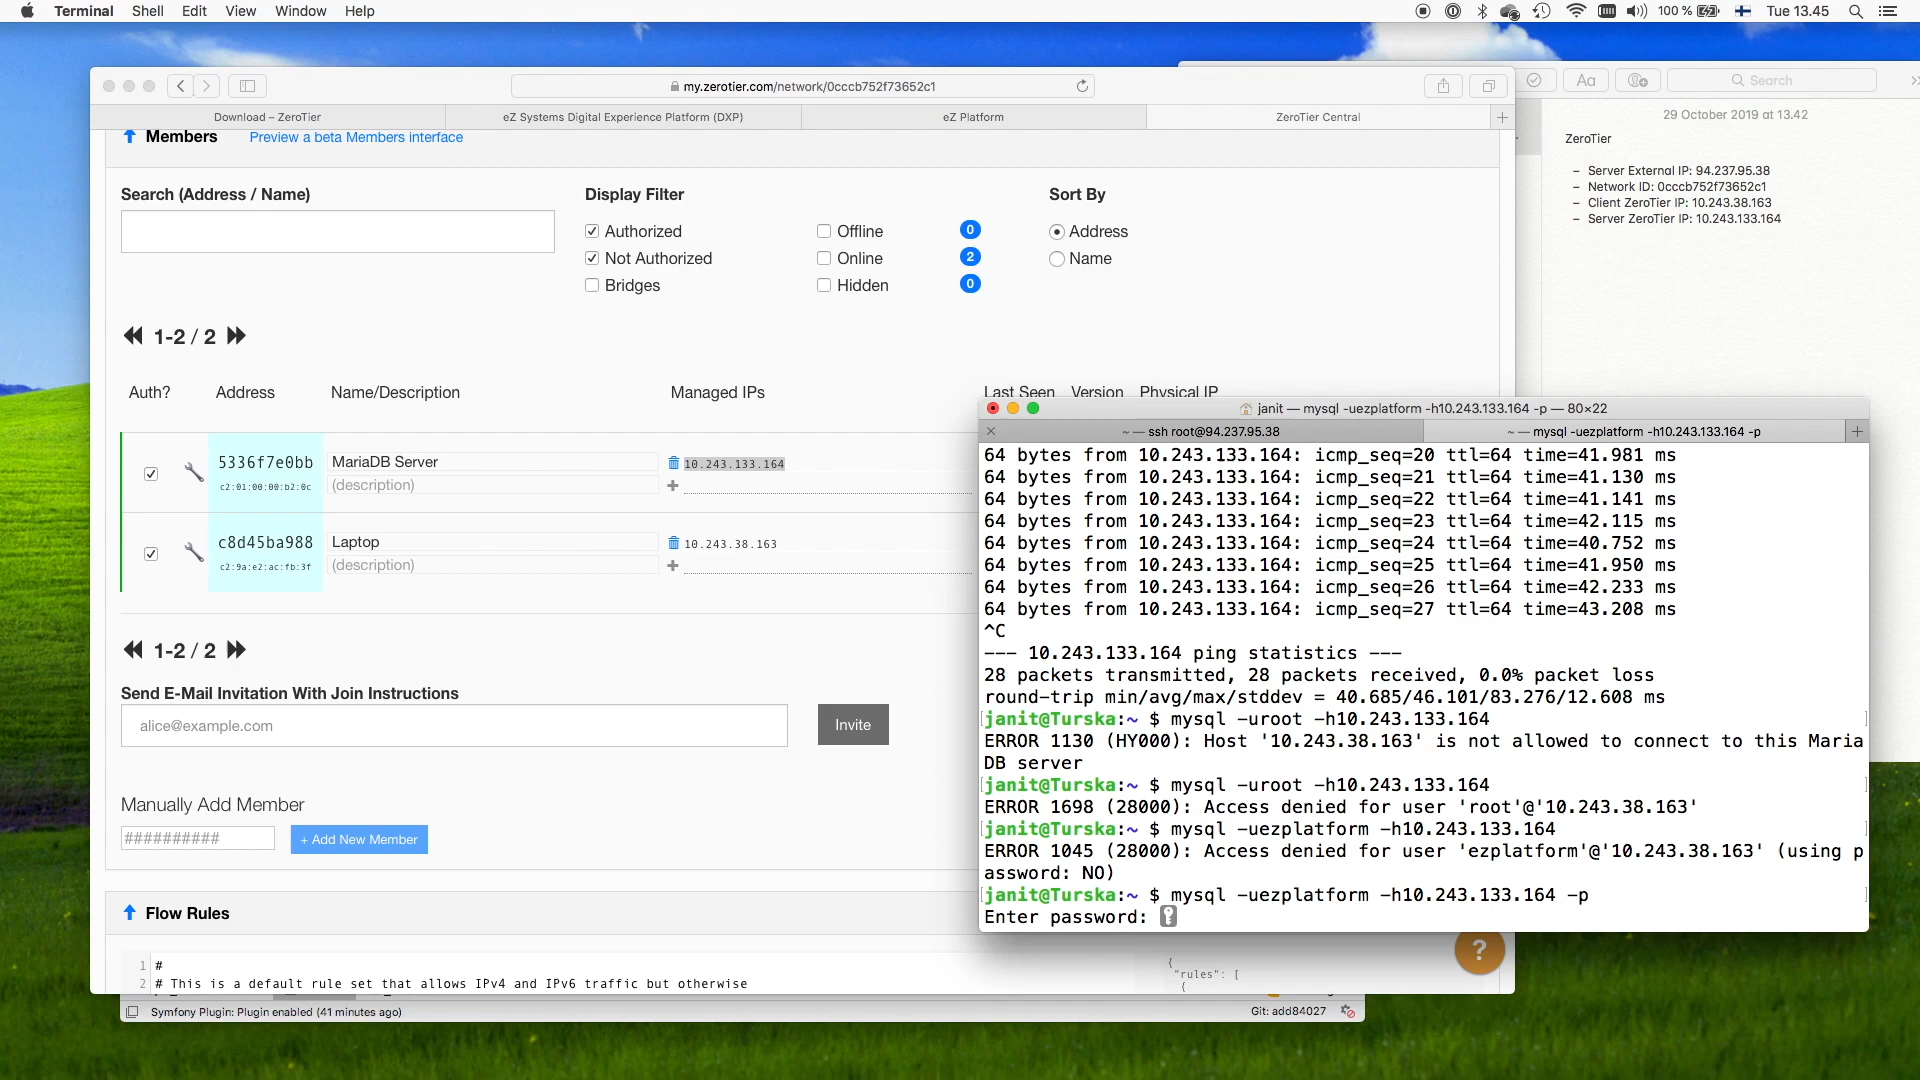 Terminal Shell Edit View Window Help
100 % Tue 13.45
my.zerotier.com/network/0cccb752f73652c1
Aa
Search
Download – ZeroTier
eZ Systems Digital Experience Platform (DXP)
eZ Platform
ZeroTier Central
29 October 2019 at 13.42
ZeroTier
– Server External IP: 94.237.95.38
– Network ID: 0cccb752f73652c1
– Client ZeroTier IP: 10.243.38.163
– Server ZeroTier IP: 10.243.133.164
Members
Preview a beta Members interface
Search (Address / Name)
Display Filter
Sort By
Authorized
Offline
0
Address
Not Authorized
Online
2
Name
Bridges
Hidden
0
1-2 / 2
Auth?
Address
Name/Description
Managed IPs
Last Seen
Version
Physical IP
5336f7e0bb
c2:01:00:00:b2:0c
MariaDB Server
(description)
10.243.133.164
c8d45ba988
c2:9a:e2:ac:fb:3f
Laptop
(description)
10.243.38.163
1-2 / 2
Send E-Mail Invitation With Join Instructions
alice@example.com
Invite
Manually Add Member
##########
+ Add New Member
Flow Rules
1 #
2 # This is a default rule set that allows IPv4 and IPv6 traffic but otherwise
{
"rules": [
{
?
Symfony Plugin: Plugin enabled (41 minutes ago)
Git: add84027
janit — mysql -uezplatform -h10.243.133.164 -p — 80×22
~ — ssh root@94.237.95.38
~ — mysql -uezplatform -h10.243.133.164 -p
64 bytes from 10.243.133.164: icmp_seq=20 ttl=64 time=41.981 ms
64 bytes from 10.243.133.164: icmp_seq=21 ttl=64 time=41.130 ms
64 bytes from 10.243.133.164: icmp_seq=22 ttl=64 time=41.141 ms
64 bytes from 10.243.133.164: icmp_seq=23 ttl=64 time=42.115 ms
64 bytes from 10.243.133.164: icmp_seq=24 ttl=64 time=40.752 ms
64 bytes from 10.243.133.164: icmp_seq=25 ttl=64 time=41.950 ms
64 bytes from 10.243.133.164: icmp_seq=26 ttl=64 time=42.233 ms
64 bytes from 10.243.133.164: icmp_seq=27 ttl=64 time=43.208 ms
^C
--- 10.243.133.164 ping statistics ---
28 packets transmitted, 28 packets received, 0.0% packet loss
round-trip min/avg/max/stddev = 40.685/46.101/83.276/12.608 ms
[janit@Turska:~ $ mysql -uroot -h10.243.133.164 ]
ERROR 1130 (HY000): Host '10.243.38.163' is not allowed to connect to this Maria
DB server
[janit@Turska:~ $ mysql -uroot -h10.243.133.164 ]
ERROR 1698 (28000): Access denied for user 'root'@'10.243.38.163'
[janit@Turska:~ $ mysql -uezplatform -h10.243.133.164 ]
ERROR 1045 (28000): Access denied for user 'ezplatform'@'10.243.38.163' (using p
assword: NO)
[janit@Turska:~ $ mysql -uezplatform -h10.243.133.164 -p ]
Enter password: